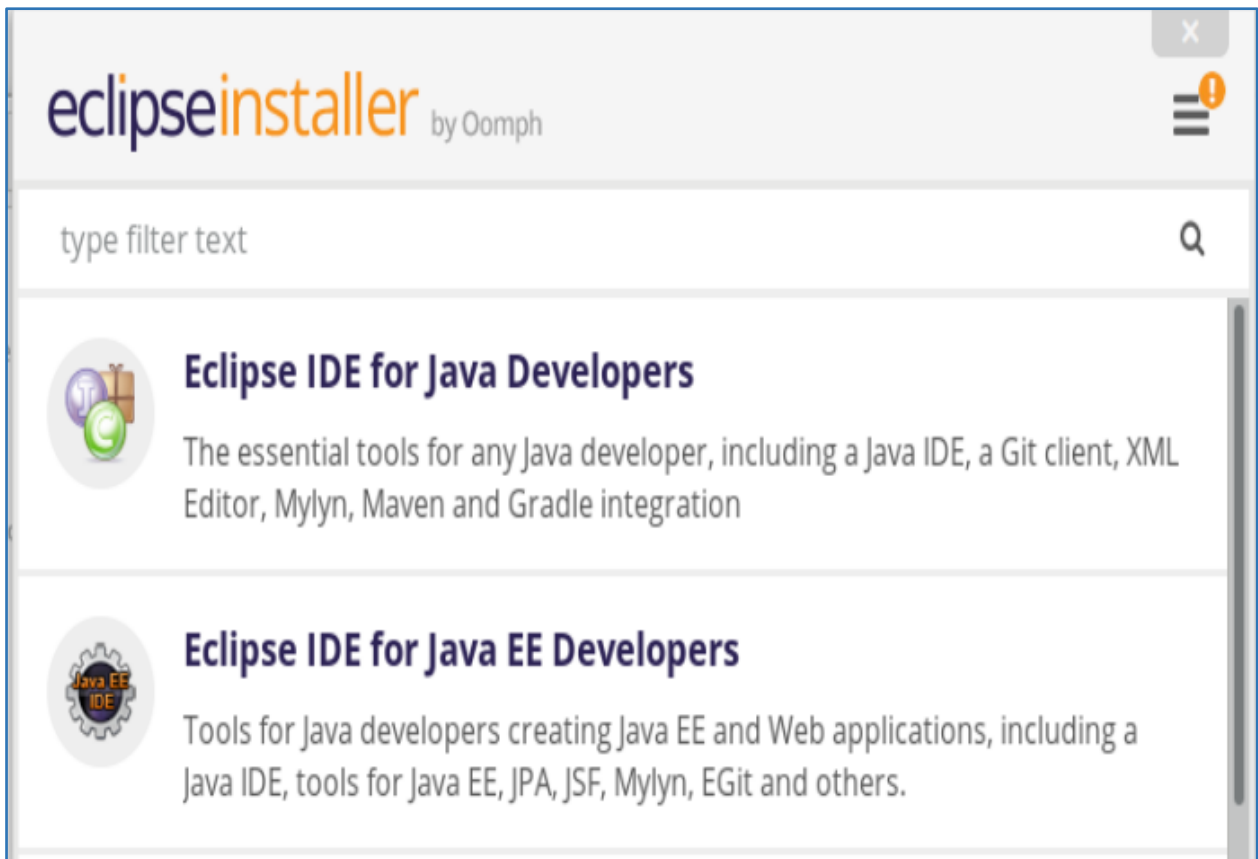 X
eclipseinstaller by Oomph
!
type filter text
Eclipse IDE for Java Developers
The essential tools for any Java developer, including a Java IDE, a Git client, XML
Editor, Mylyn, Maven and Gradle integration
J
C
Eclipse IDE for Java EE Developers
Java EE
IDE
Tools for Java developers creating Java EE and Web applications, including a
Java IDE, tools for Java EE, JPA, JSF, Mylyn, EGit and others.